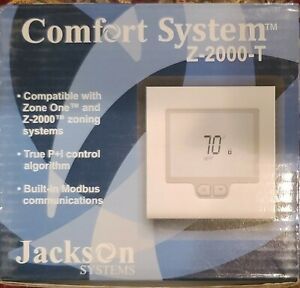 Comfort System™
Z-2000-T
• Compatible with
Zone One™ and
Z-2000™ zoning
systems
• True P+I control
algorithm
• Built-in Modbus
communications
70°
Jackson
SYSTEMS